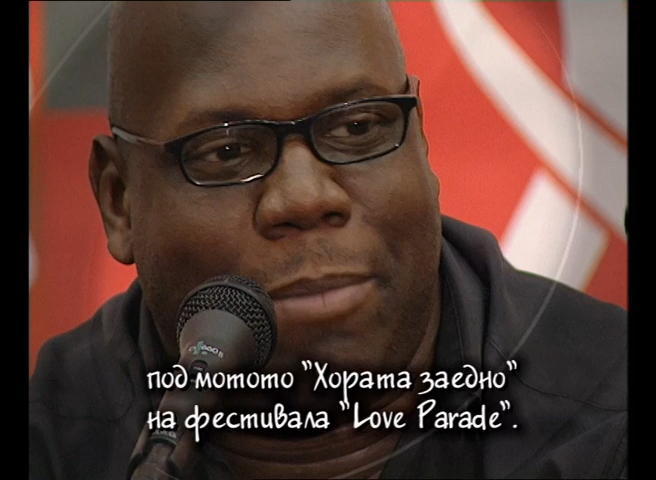 под мотото "Хората заедно"
на фестивала "Love Parade".